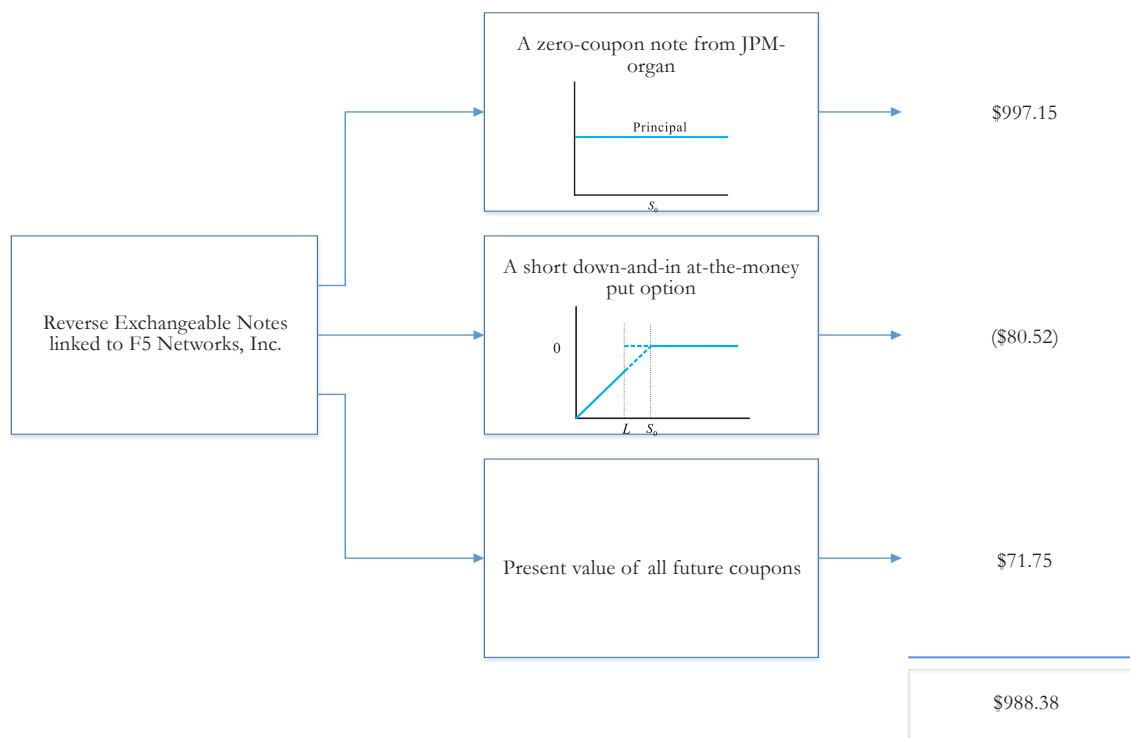 A zero-coupon note from JPM-
organ
Principal
S₀
$997.15
Reverse Exchangeable Notes
linked to F5 Networks, Inc.
A short down-and-in at-the-money
put option
0
L S₀
($80.52)
Present value of all future coupons
$71.75
$988.38